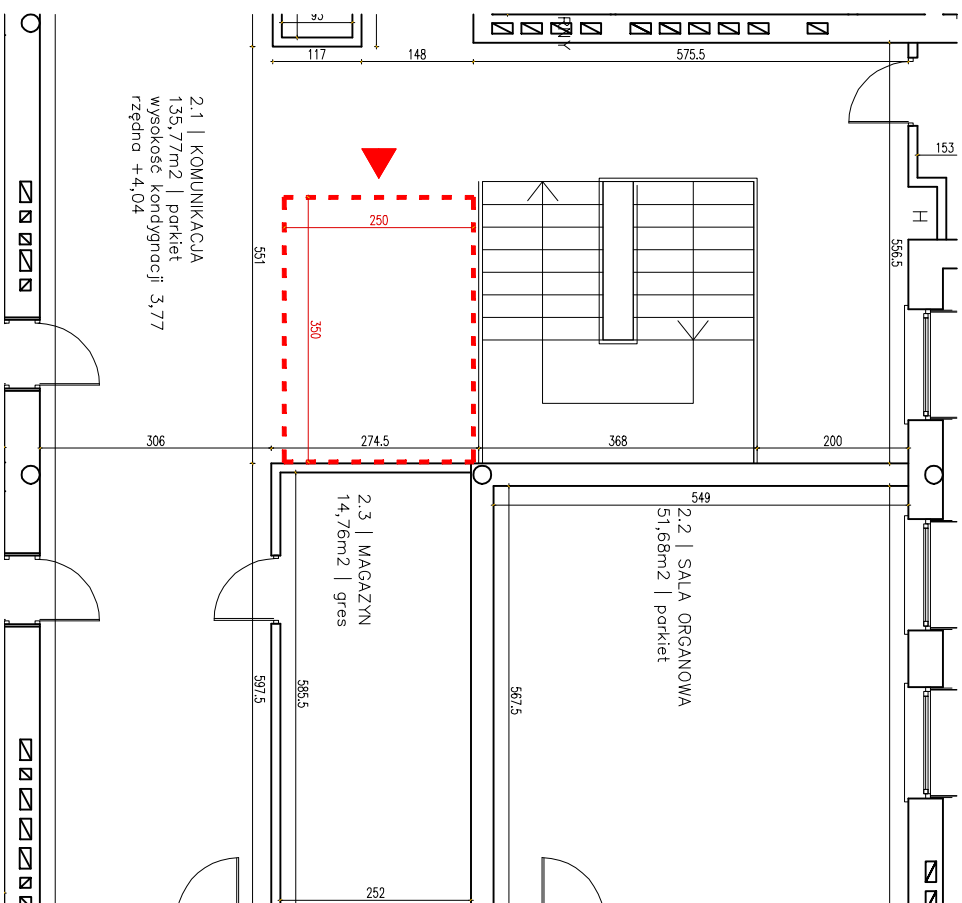 95
117
148
575.5
153
H
2.1 | KOMUNIKACJA
135,77m2 | parkiet
wysokość kondygnacji 3,77
rzędna +4,04
250
350
551
556.5
306
274.5
368
200
549
2.3 | MAGAZYN
14,76m2 | gres
2.2 | SALA ORGANOWA
51,68m2 | parkiet
597.5
585.5
567.5
252